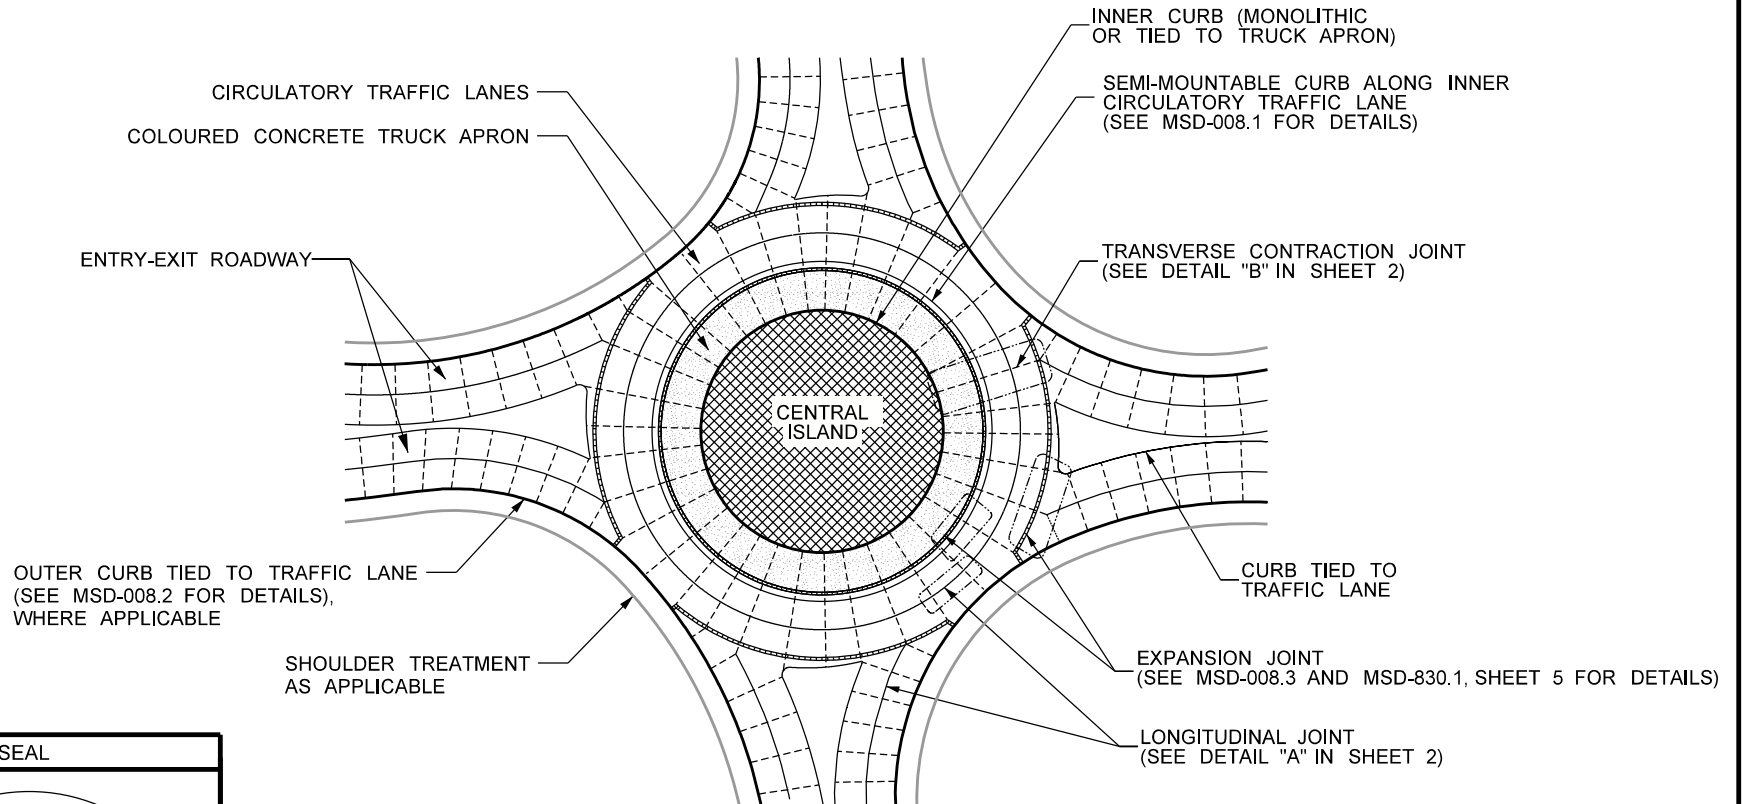 INNER CURB (MONOLITHIC
OR TIED TO TRUCK APRON)
CIRCULATORY TRAFFIC LANES
SEMI-MOUNTABLE CURB ALONG INNER
CIRCULATORY TRAFFIC LANE
(SEE MSD-008.1 FOR DETAILS)
COLOURED CONCRETE TRUCK APRON
ENTRY-EXIT ROADWAY
TRANSVERSE CONTRACTION JOINT
(SEE DETAIL "B" IN SHEET 2)
CENTRAL
ISLAND
OUTER CURB TIED TO TRAFFIC LANE
(SEE MSD-008.2 FOR DETAILS),
WHERE APPLICABLE
CURB TIED TO
TRAFFIC LANE
SHOULDER TREATMENT
AS APPLICABLE
EXPANSION JOINT
(SEE MSD-008.3 AND MSD-830.1, SHEET 5 FOR DETAILS)
LONGITUDINAL JOINT
(SEE DETAIL "A" IN SHEET 2)
SEAL